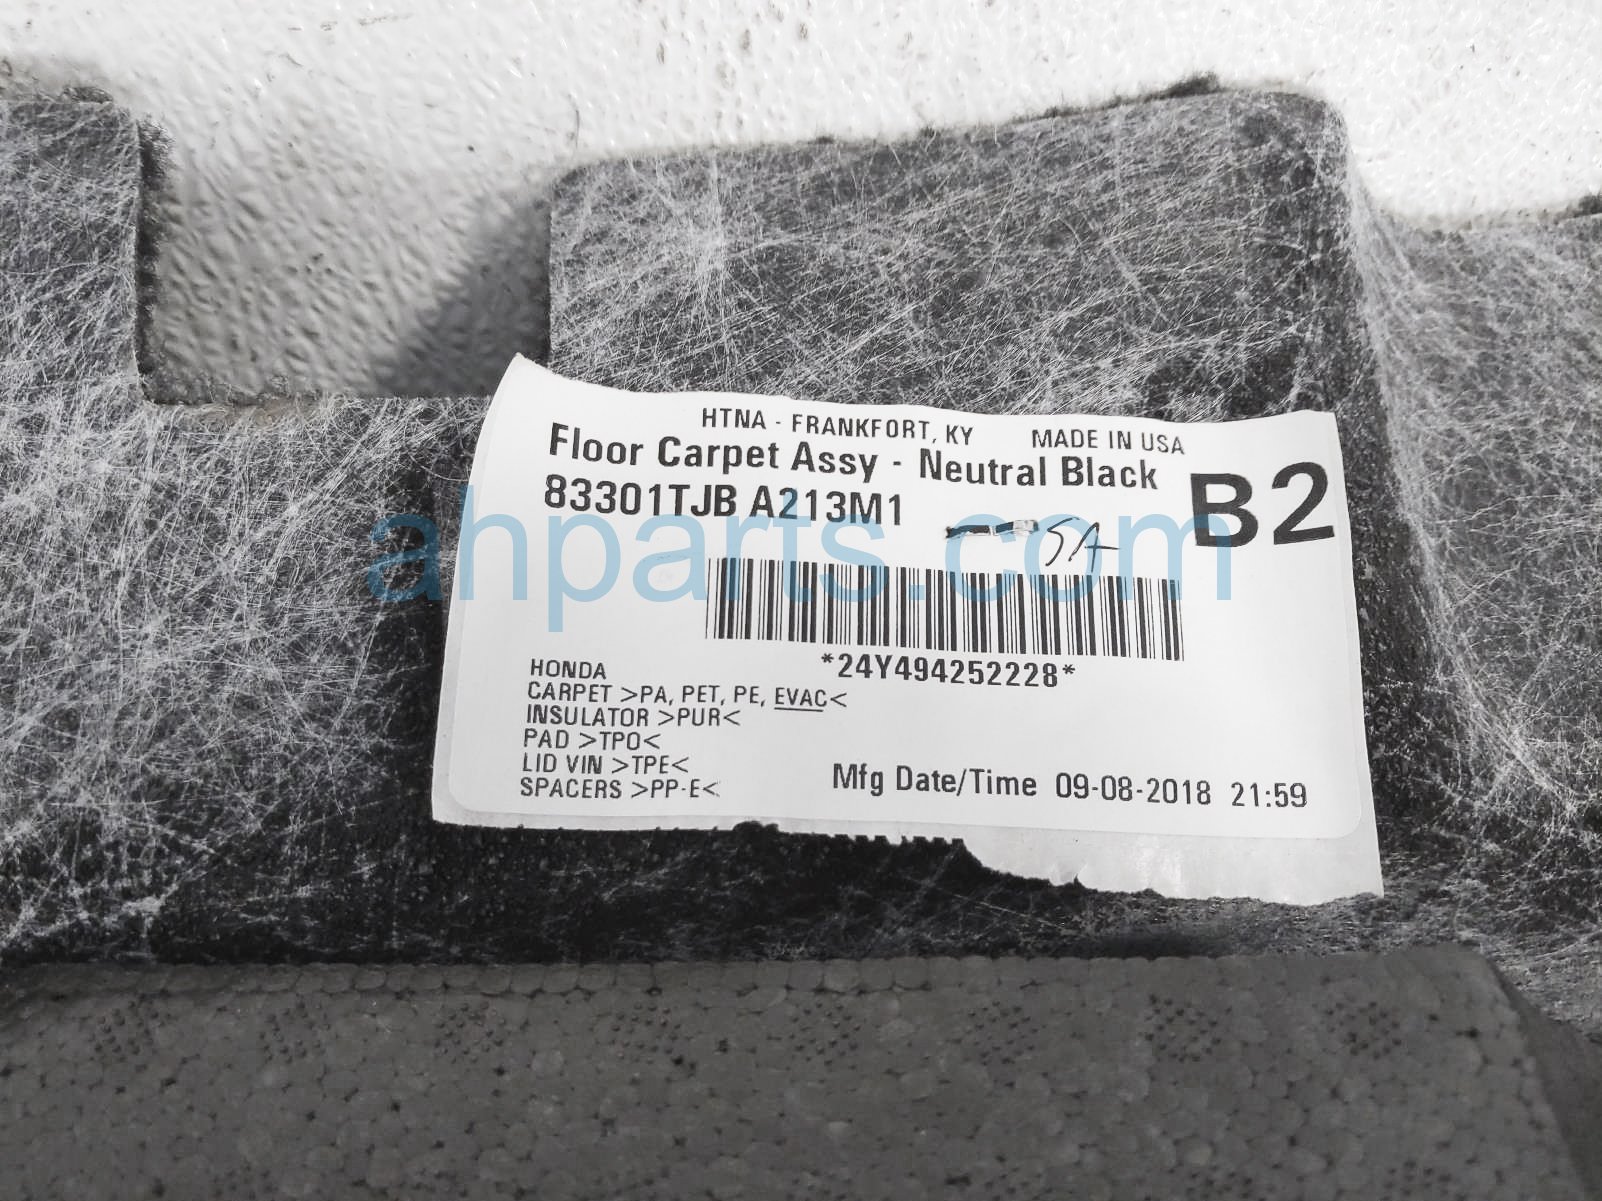 HTNA - FRANKFORT, KY MADE IN USA
Floor Carpet Assy - Neutral Black
83301TJB A213M1
B2
SA
*24Y494252228*
HONDA
CARPET >PA, PET, PE, EVAC<
INSULATOR >PUR<
PAD >TPO<
LID VIN >TPE<
SPACERS >PP-E<
Mfg Date/Time 09-08-2018 21:59
ahparts.com